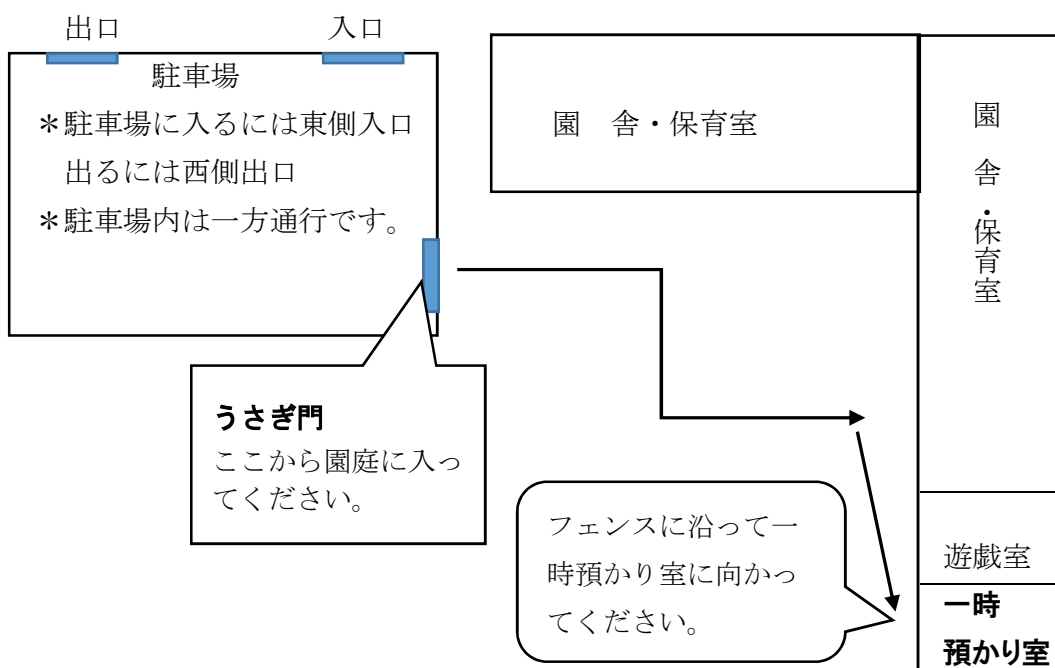 出口
入口
駐車場
＊駐車場に入るには東側入口
出るには西側出口
＊駐車場内は一方通行です。
園　舎・保育室
園　舎・保育室
うさぎ門
ここから園庭に入っ
てください。
フェンスに沿って一
時預かり室に向かっ
てください。
遊戯室
一時
預かり室